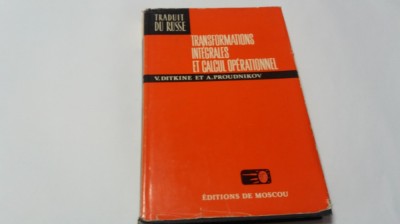 TRADUIT
DU RUSSE
TRANSFORMATIONS
INTÉGRALES
ET CALCUL OPÉRATIONNEL
V. DITKINE ET A. PROUDNIKOV
ÉDITIONS DE MOSCOU